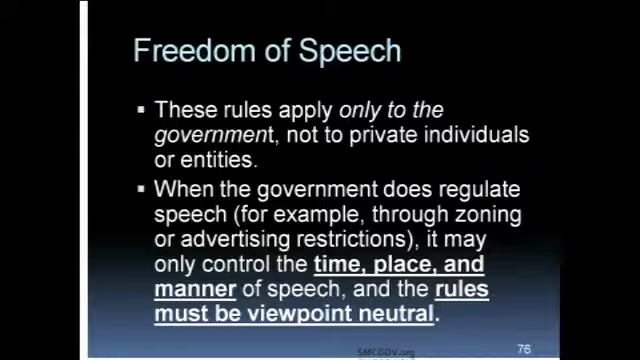 Freedom of Speech
▪ These rules apply only to the
government, not to private individuals
or entities.
▪ When the government does regulate
speech (for example, through zoning
or advertising restrictions), it may
only control the time, place, and
manner of speech, and the rules
must be viewpoint neutral.
SMCGOV.org
76